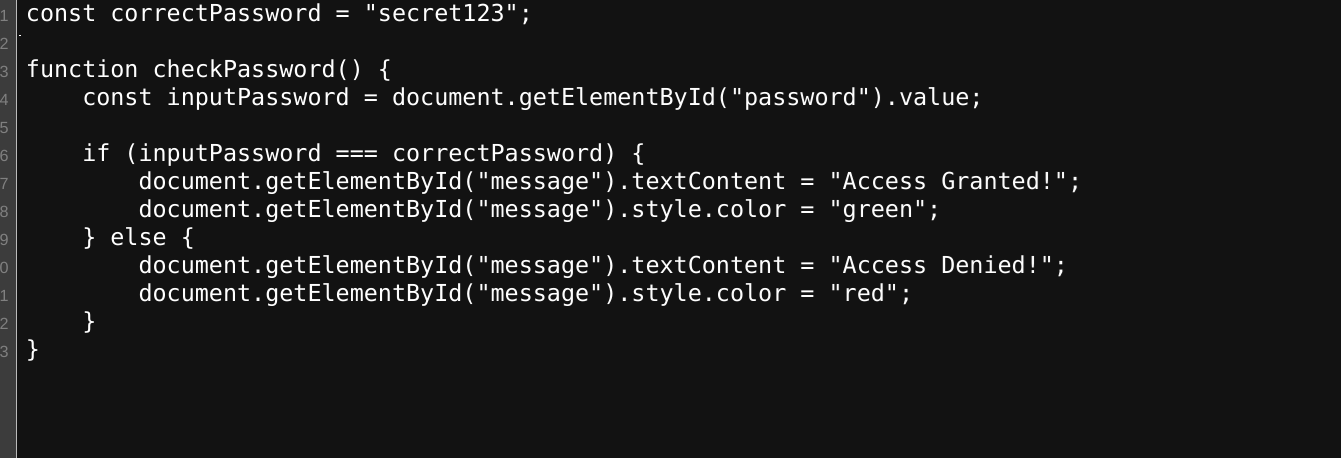 1 const correctPassword = "secret123";
2
3 function checkPassword() {
4     const inputPassword = document.getElementById("password").value;
5
6     if (inputPassword === correctPassword) {
7         document.getElementById("message").textContent = "Access Granted!";
8         document.getElementById("message").style.color = "green";
9     } else {
0         document.getElementById("message").textContent = "Access Denied!";
1         document.getElementById("message").style.color = "red";
2     }
3 }